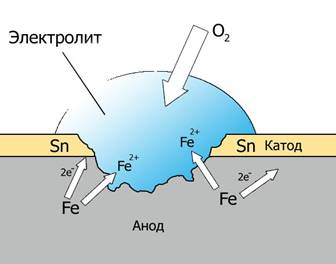 Электролит
O₂
Sn
Sn Катод
2e⁻
Fe²⁺
Fe²⁺
2e⁻
Fe
Fe
Анод